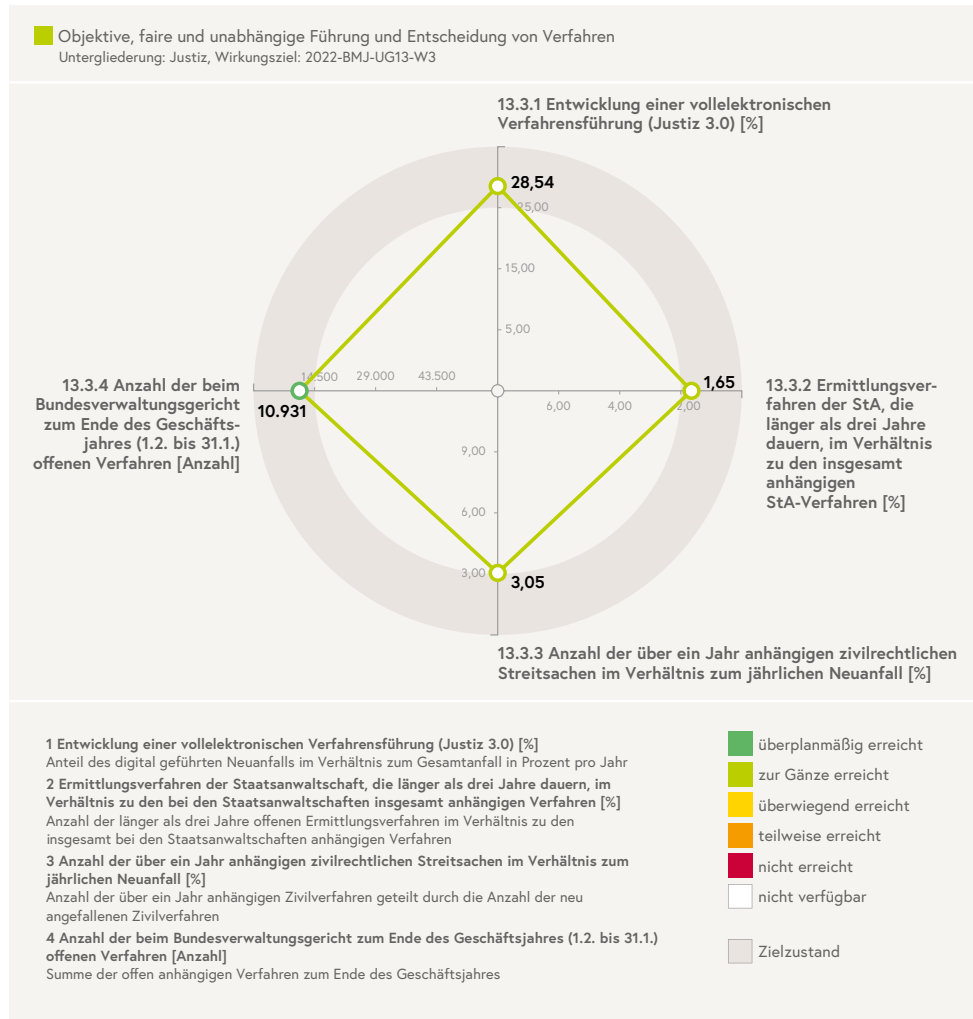 Objektive, faire und unabhängige Führung und Entscheidung von Verfahren
Untergliederung: Justiz, Wirkungsziel: 2022-BMJ-UG13-W3
13.3.1 Entwicklung einer vollelektronischen
Verfahrensführung (Justiz 3.0) [%]
28,54
25,00
15,00
5,00
13.3.4 Anzahl der beim
Bundesverwaltungsgericht
zum Ende des Geschäfts-
jahres (1.2. bis 31.1.)
offenen Verfahren [Anzahl]
14.500
29.000
43.500
10.931
1,65
6,00
4,00
2,00
13.3.2 Ermittlungsver-
fahren der StA, die
länger als drei Jahre
dauern, im Verhältnis
zu den insgesamt
anhängigen
StA-Verfahren [%]
9,00
6,00
3,00
3,05
13.3.3 Anzahl der über ein Jahr anhängigen zivilrechtlichen
Streitsachen im Verhältnis zum jährlichen Neuanfall [%]
1 Entwicklung einer vollelektronischen Verfahrensführung (Justiz 3.0) [%]
Anteil des digital geführten Neuanfalls im Verhältnis zum Gesamtanfall in Prozent pro Jahr
2 Ermittlungsverfahren der Staatsanwaltschaft, die länger als drei Jahre dauern, im
Verhältnis zu den bei den Staatsanwaltschaften insgesamt anhängigen Verfahren [%]
Anzahl der länger als drei Jahre offenen Ermittlungsverfahren im Verhältnis zu den
insgesamt bei den Staatsanwaltschaften anhängigen Verfahren
3 Anzahl der über ein Jahr anhängigen zivilrechtlichen Streitsachen im Verhältnis zum
jährlichen Neuanfall [%]
Anzahl der über ein Jahr anhängigen Zivilverfahren geteilt durch die Anzahl der neu
angefallenen Zivilverfahren
4 Anzahl der beim Bundesverwaltungsgericht zum Ende des Geschäftsjahres (1.2. bis 31.1.)
offenen Verfahren [Anzahl]
Summe der offen anhängigen Verfahren zum Ende des Geschäftsjahres
überplanmäßig erreicht
zur Gänze erreicht
überwiegend erreicht
teilweise erreicht
nicht erreicht
nicht verfügbar
Zielzustand